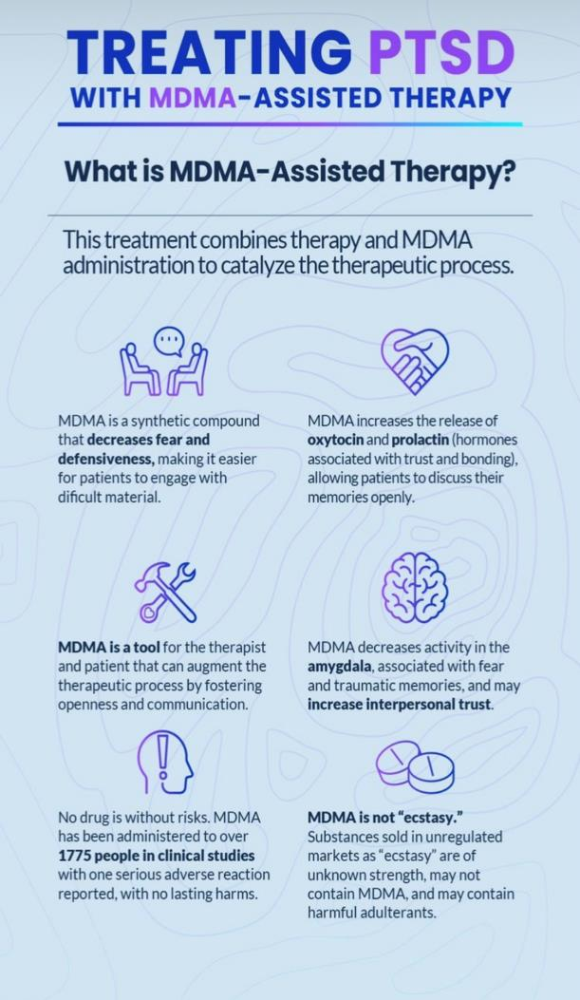 TREATING PTSD
WITH MDMA-ASSISTED THERAPY
What is MDMA-Assisted Therapy?
This treatment combines therapy and MDMA
administration to catalyze the therapeutic process.
MDMA is a synthetic compound
that decreases fear and
defensiveness, making it easier
for patients to engage with
dificult material.
MDMA increases the release of
oxytocin and prolactin (hormones
associated with trust and bonding),
allowing patients to discuss their
memories openly.
MDMA is a tool for the therapist
and patient that can augment the
therapeutic process by fostering
openness and communication.
MDMA decreases activity in the
amygdala, associated with fear
and traumatic memories, and may
increase interpersonal trust.
No drug is without risks. MDMA
has been administered to over
1775 people in clinical studies
with one serious adverse reaction
reported, with no lasting harms.
MDMA is not “ecstasy.”
Substances sold in unregulated
markets as “ecstasy” are of
unknown strength, may not
contain MDMA, and may contain
harmful adulterants.